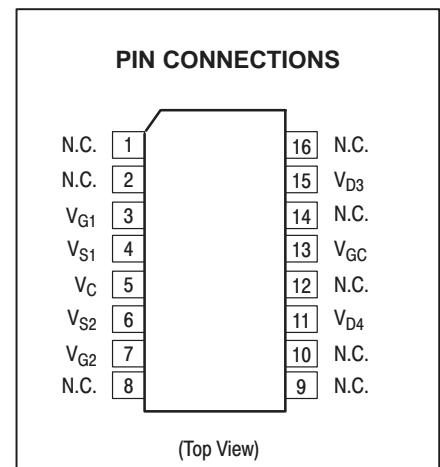 PIN CONNECTIONS
N.C. 1 16 N.C.
N.C. 2 15 VD3
VG1 3 14 N.C.
VS1 4 13 VGC
VC 5 12 N.C.
VS2 6 11 VD4
VG2 7 10 N.C.
N.C. 8 9 N.C.
(Top View)